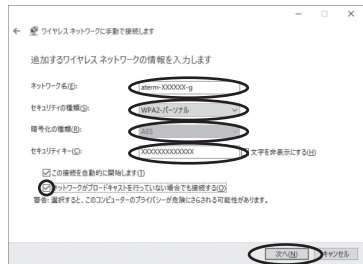 ワイヤレス ネットワークに手動で接続します
追加するワイヤレス ネットワークの情報を入力します
ネットワーク名(E):
aterm-XXXXXX-g
セキュリティの種類(S):
WPA2-パーソナル
暗号化の種類(R):
AES
セキュリティ キー(C):
XXXXXXXXXXXXX
文字を非表示にする(H)
この接続を自動的に開始します(T)
ネットワークがブロードキャストを行っていない場合でも接続する(O)
警告: 選択すると、このコンピューターのプライバシーが危険にさらされる可能性があります。
次へ(N)
キャンセル